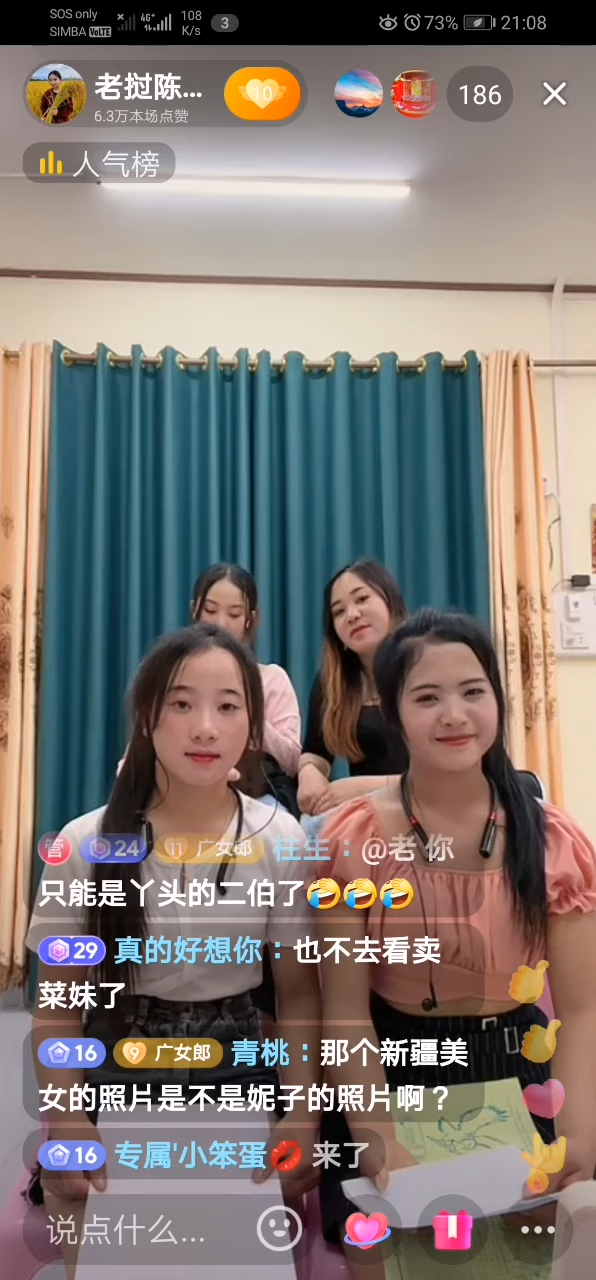 SOS only
SIMBA VoLTE
4G+
108
K/s
3
73%
21:08
老挝陈...
6.3万本场点赞
10
186
人气榜
管 24 11 广女郎 柱生：@老 你
只能是丫头的二伯了🤣🤣🤣
29 真的好想你：也不去看卖
菜妹了
16 9 广女郎 青桃：那个新疆美
女的照片是不是妮子的照片啊？
16 专属'小笨蛋💋 来了
说点什么...